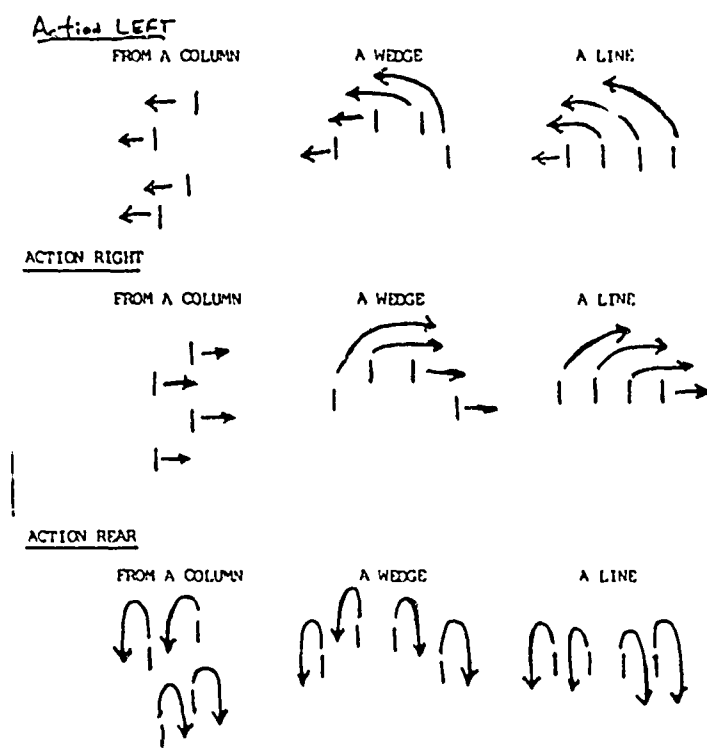 Action LEFT
FROM A COLUMN A WEDGE A LINE
ACTION RIGHT
FROM A COLUMN A WEDGE A LINE
ACTION REAR
FROM A COLUMN A WEDGE A LINE